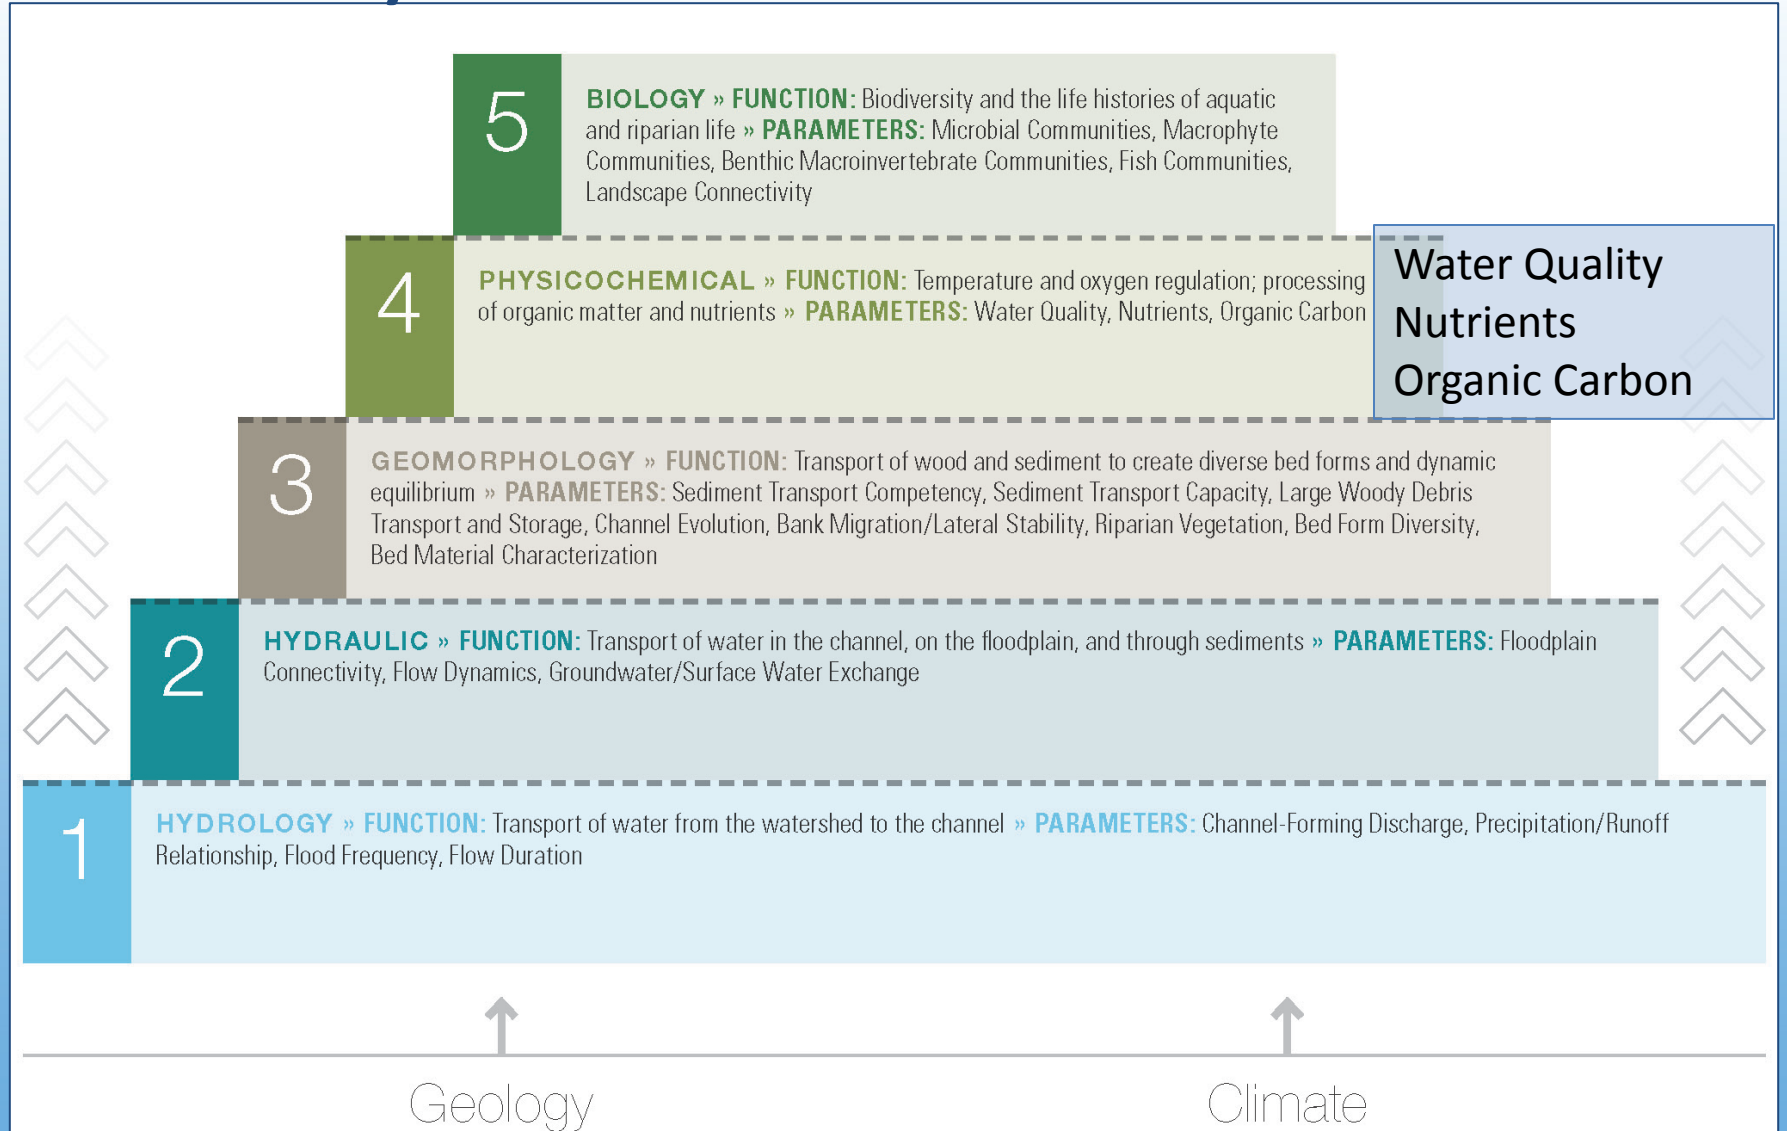 5
BIOLOGY » FUNCTION: Biodiversity and the life histories of aquatic
and riparian life » PARAMETERS: Microbial Communities, Macrophyte
Communities, Benthic Macroinvertebrate Communities, Fish Communities,
Landscape Connectivity
4
PHYSICOCHEMICAL » FUNCTION: Temperature and oxygen regulation; processing
of organic matter and nutrients » PARAMETERS: Water Quality, Nutrients, Organic Carbon
Water Quality
Nutrients
Organic Carbon
3
GEOMORPHOLOGY » FUNCTION: Transport of wood and sediment to create diverse bed forms and dynamic
equilibrium » PARAMETERS: Sediment Transport Competency, Sediment Transport Capacity, Large Woody Debris
Transport and Storage, Channel Evolution, Bank Migration/Lateral Stability, Riparian Vegetation, Bed Form Diversity,
Bed Material Characterization
2
HYDRAULIC » FUNCTION: Transport of water in the channel, on the floodplain, and through sediments » PARAMETERS: Floodplain
Connectivity, Flow Dynamics, Groundwater/Surface Water Exchange
1
HYDROLOGY » FUNCTION: Transport of water from the watershed to the channel » PARAMETERS: Channel-Forming Discharge, Precipitation/Runoff
Relationship, Flood Frequency, Flow Duration
Geology
Climate